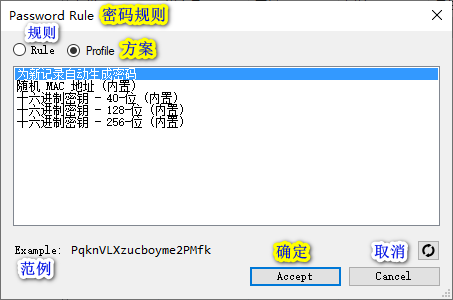 Password Rule 密码规则
规则
Rule Profile 方案
为新记录自动生成密码
随机 MAC 地址 (内置)
十六进制密钥 - 40-位 (内置)
十六进制密钥 - 128-位 (内置)
十六进制密钥 - 256-位 (内置)
Example: PqknVLXzucboyme2PMfk
范例
确定 取消
Accept Cancel